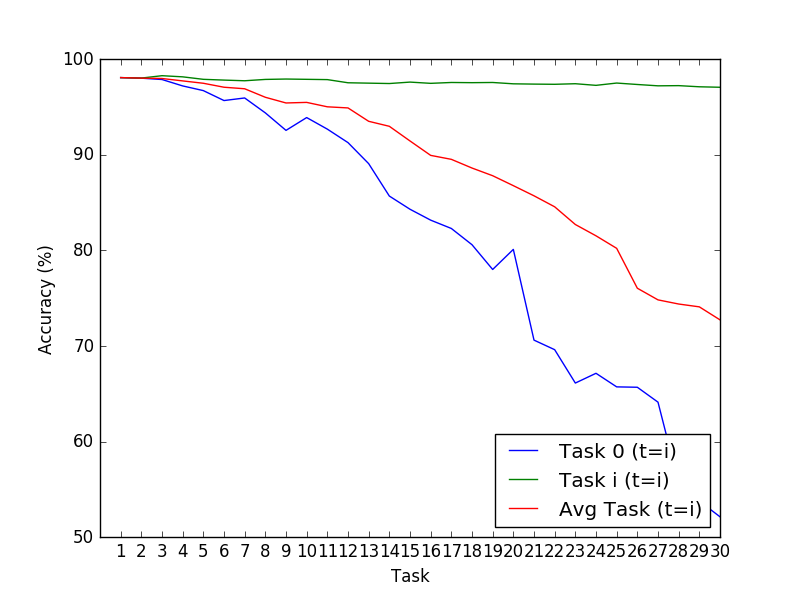 100
90
80
70
60
50
Accuracy (%)
Task 0 (t=i)
Task i (t=i)
Avg Task (t=i)
1 2 3 4 5 6 7 8 9 10 11 12 13 14 15 16 17 18 19 20 21 22 23 24 25 26 27 28 29 30
Task